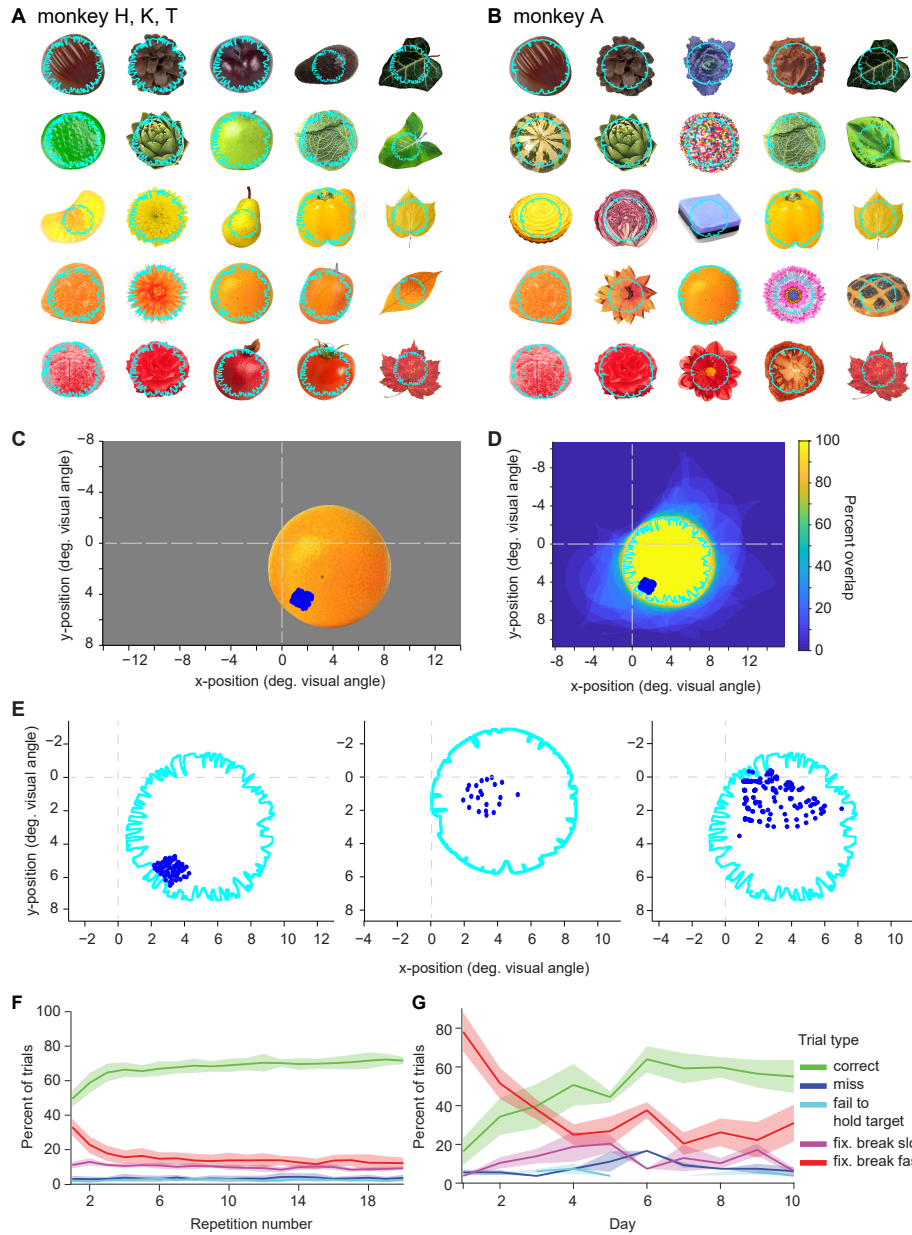 A monkey H, K, T
B monkey A
C
−8
−4
0
4
8
y-position (deg. visual angle)
−12 −8 −4 0 4 8 12
x-position (deg. visual angle)
D
-8
-4
0
4
8
y-position (deg. visual angle)
-8 -4 0 4 8 12
x-position (deg. visual angle)
100
80
60
40
20
0
Percent overlap
E
y-position (deg. visual angle)
−2
0
2
4
6
8
−2 0 2 4 6 8 10 12
−2
0
2
4
6
8
−4 −2 0 2 4 6 8 10
−2
0
2
4
6
8
−4 −2 0 2 4 6 8 10
x-position (deg. visual angle)
F
Percent of trials
100
80
60
40
20
0
2 6 10 14 18
Repetition number
G
Percent of trials
80
60
40
20
0
2 4 6 8 10
Day
Trial type
correct
miss
fail to
hold target
fix. break slo
fix. break fas